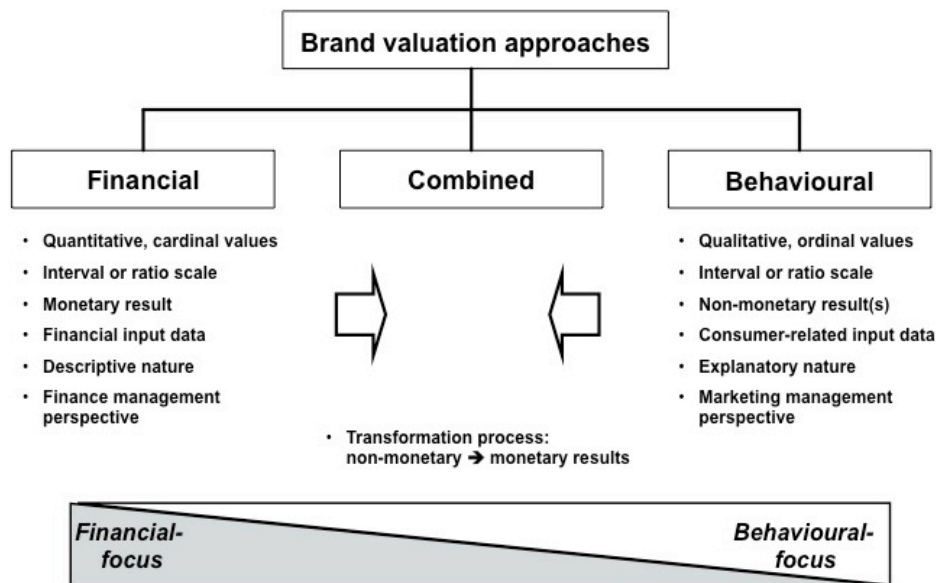 Brand valuation approaches
Financial
Combined
Behavioural
• Quantitative, cardinal values
• Interval or ratio scale
• Monetary result
• Financial input data
• Descriptive nature
• Finance management
perspective
• Qualitative, ordinal values
• Interval or ratio scale
• Non-monetary result(s)
• Consumer-related input data
• Explanatory nature
• Marketing management
perspective
• Transformation process:
non-monetary ➔ monetary results
Financial-
focus
Behavioural-
focus